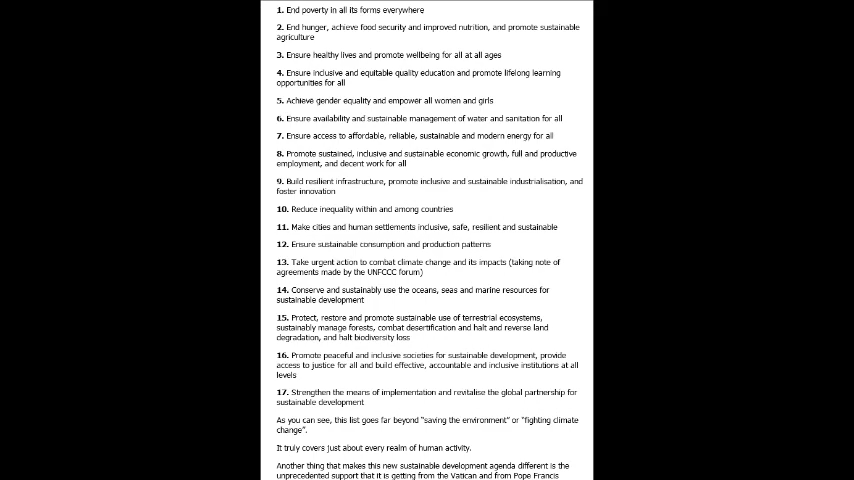 1. End poverty in all its forms everywhere
2. End hunger, achieve food security and improved nutrition, and promote sustainable
agriculture
3. Ensure healthy lives and promote wellbeing for all at all ages
4. Ensure inclusive and equitable quality education and promote lifelong learning
opportunities for all
5. Achieve gender equality and empower all women and girls
6. Ensure availability and sustainable management of water and sanitation for all
7. Ensure access to affordable, reliable, sustainable and modern energy for all
8. Promote sustained, inclusive and sustainable economic growth, full and productive
employment, and decent work for all
9. Build resilient infrastructure, promote inclusive and sustainable industrialisation, and
foster innovation
10. Reduce inequality within and among countries
11. Make cities and human settlements inclusive, safe, resilient and sustainable
12. Ensure sustainable consumption and production patterns
13. Take urgent action to combat climate change and its impacts (taking note of
agreements made by the UNFCCC forum)
14. Conserve and sustainably use the oceans, seas and marine resources for
sustainable development
15. Protect, restore and promote sustainable use of terrestrial ecosystems,
sustainably manage forests, combat desertification and halt and reverse land
degradation, and halt biodiversity loss
16. Promote peaceful and inclusive societies for sustainable development, provide
access to justice for all and build effective, accountable and inclusive institutions at all
levels
17. Strengthen the means of implementation and revitalise the global partnership for
sustainable development
As you can see, this list goes far beyond “saving the environment” or “fighting climate
change”.
It truly covers just about every realm of human activity.
Another thing that makes this new sustainable development agenda different is the
unprecedented support that it is getting from the Vatican and from Pope Francis